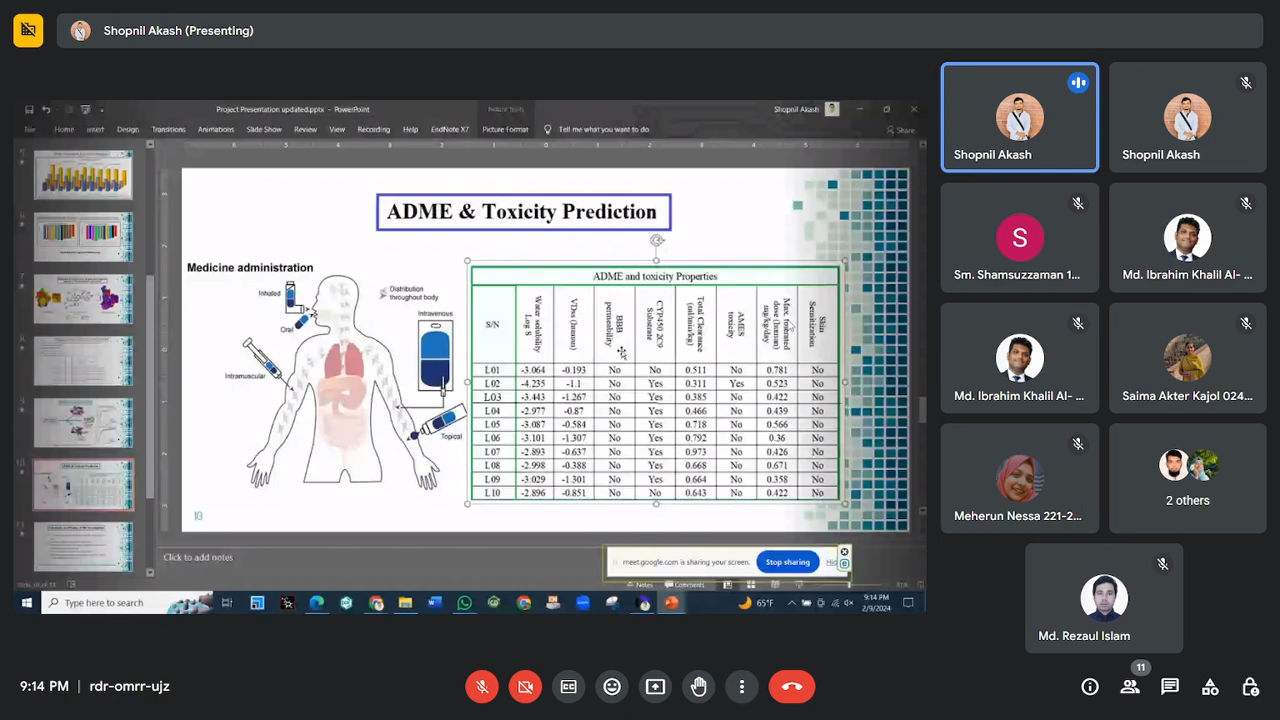 Shopnil Akash (Presenting)
Project Presentation updated.pptx - PowerPoint
Shopnil Akash
File Home Insert Design Transitions Animations Slide Show Review View Recording Help EndNote X7 Picture Format Tell me what you want to do Share
ADME & Toxicity Prediction
Medicine administration
Inhaled
Oral
Distribution
throughout body
Intravenous
Intramuscular
Topical
ADME and toxicity Properties
S/N
Water solubility Log S
VDss (human)
BBB permeability
CYP450 2C9 Substrate
Total Clearance (ml/min/kg)
AMES toxicity
Max. tolerated dose (human) mg/kg/day
Skin Sensitization
L01 -3.064 -0.193 No No 0.511 No 0.781 No
L02 -4.235 -1.1 No Yes 0.311 Yes 0.523 No
L03 -3.443 -1.267 No Yes 0.385 No 0.422 No
L04 -2.977 -0.87 No Yes 0.466 No 0.439 No
L05 -3.087 -0.584 No Yes 0.718 No 0.566 No
L06 -3.101 -1.307 No Yes 0.792 No 0.36 No
L07 -2.893 -0.637 No Yes 0.973 No 0.426 No
L08 -2.998 -0.388 No Yes 0.668 No 0.671 No
L09 -3.029 -1.301 No Yes 0.664 No 0.358 No
L10 -2.896 -0.851 No No 0.643 No 0.422 No
10
Click to add notes
meet.google.com is sharing your screen. Stop sharing
Notes Comments
Type here to search
65°F
9:14 PM
2/9/2024
Shopnil Akash
Shopnil Akash
S
Sm. Shamsuzzaman 1...
Md. Ibrahim Khalil Al- ...
Md. Ibrahim Khalil Al- ...
Saima Akter Kajol 024...
Meherun Nessa 221-2...
2 others
Md. Rezaul Islam
9:14 PM | rdr-omrr-ujz
11